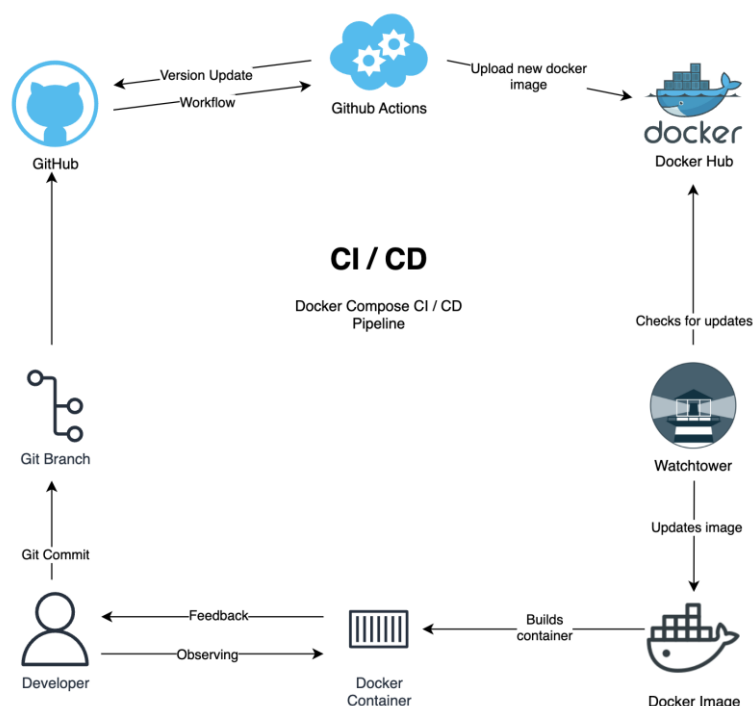 Version Update
Workflow
Github Actions
Upload new docker
image
GitHub
docker
Docker Hub
CI / CD
Docker Compose CI / CD
Pipeline
Checks for updates
Git Branch
Watchtower
Git Commit
Updates image
Feedback
Builds
container
Observing
Developer
Docker
Container
Docker Image